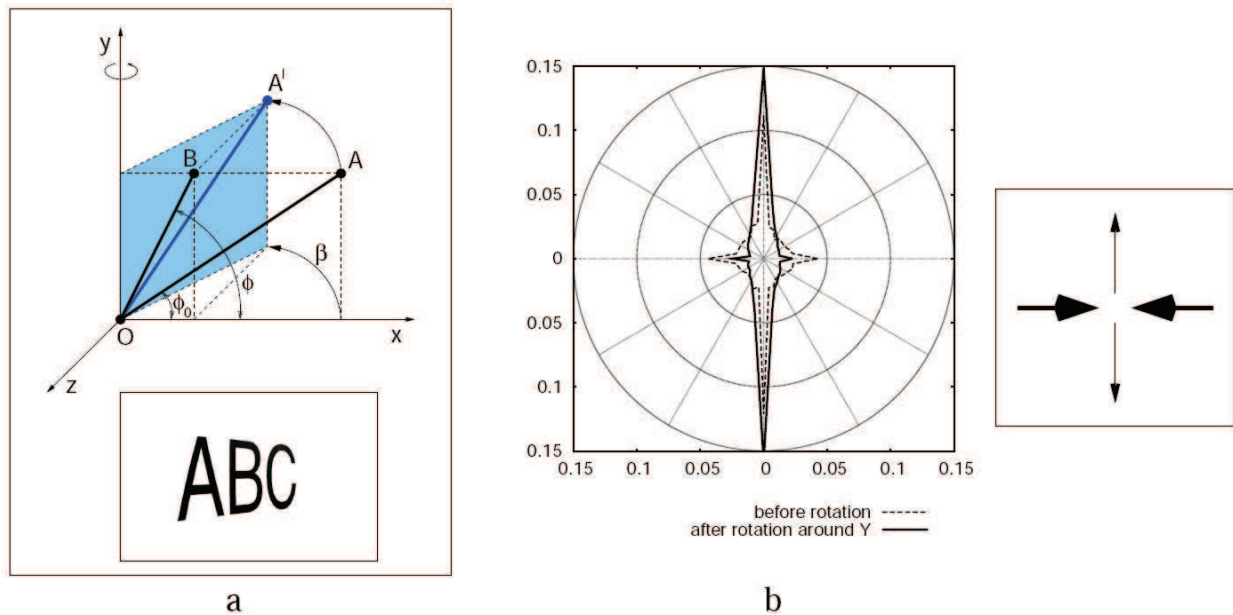 y
A'
B
A
β
ϕ
ϕ0
O
x
z
ABC
a
0.15
0.1
0.05
0
0.05
0.1
0.15
0.15
0.1
0.05
0
0.05
0.1
0.15
before rotation
after rotation around Y
b